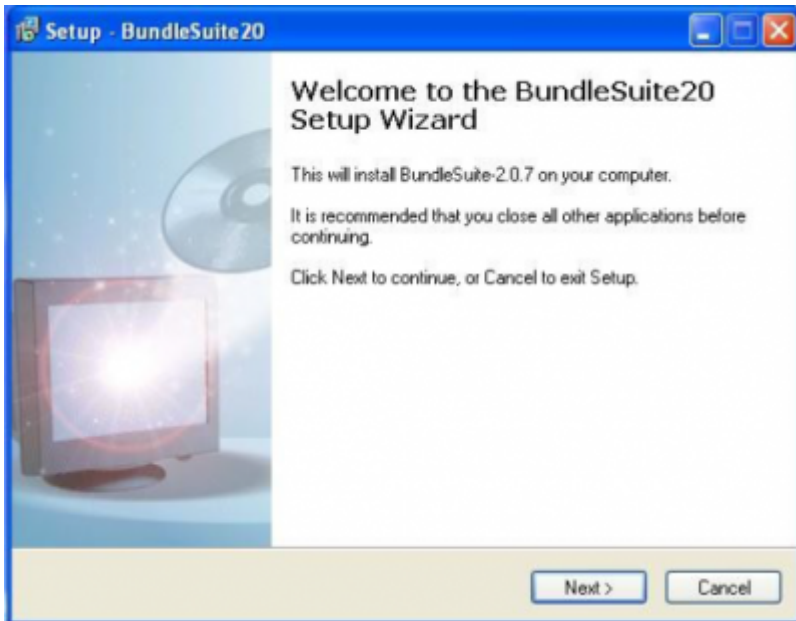 Setup - BundleSuite20
Welcome to the BundleSuite20
Setup Wizard
This will install BundleSuite-2.0.7 on your computer.
It is recommended that you close all other applications before
continuing.
Click Next to continue, or Cancel to exit Setup.
Next >
Cancel